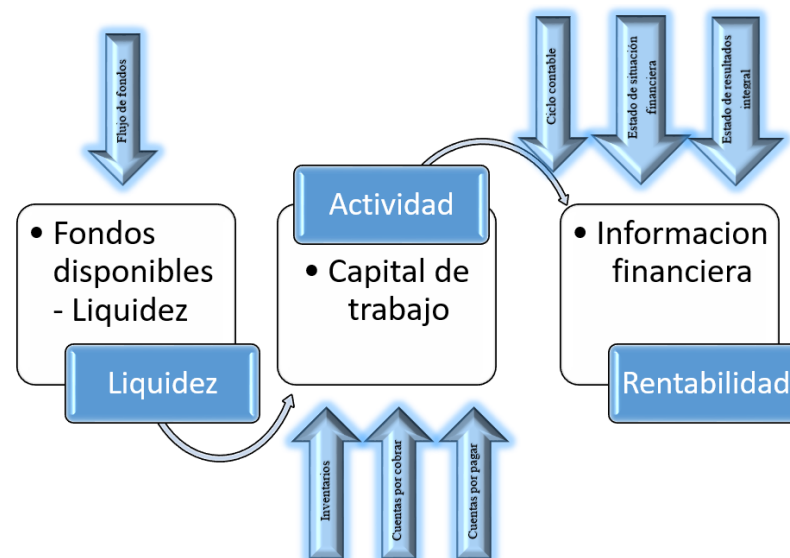 Flujo de fondos
Ciclo contable
Estado de situación
financiera
Estado de resultados
integral
• Fondos
disponibles
- Liquidez
Liquidez
Actividad
• Capital de
trabajo
• Informacion
financiera
Rentabilidad
Inventarios
Cuentas por cobrar
Cuentas por pagar